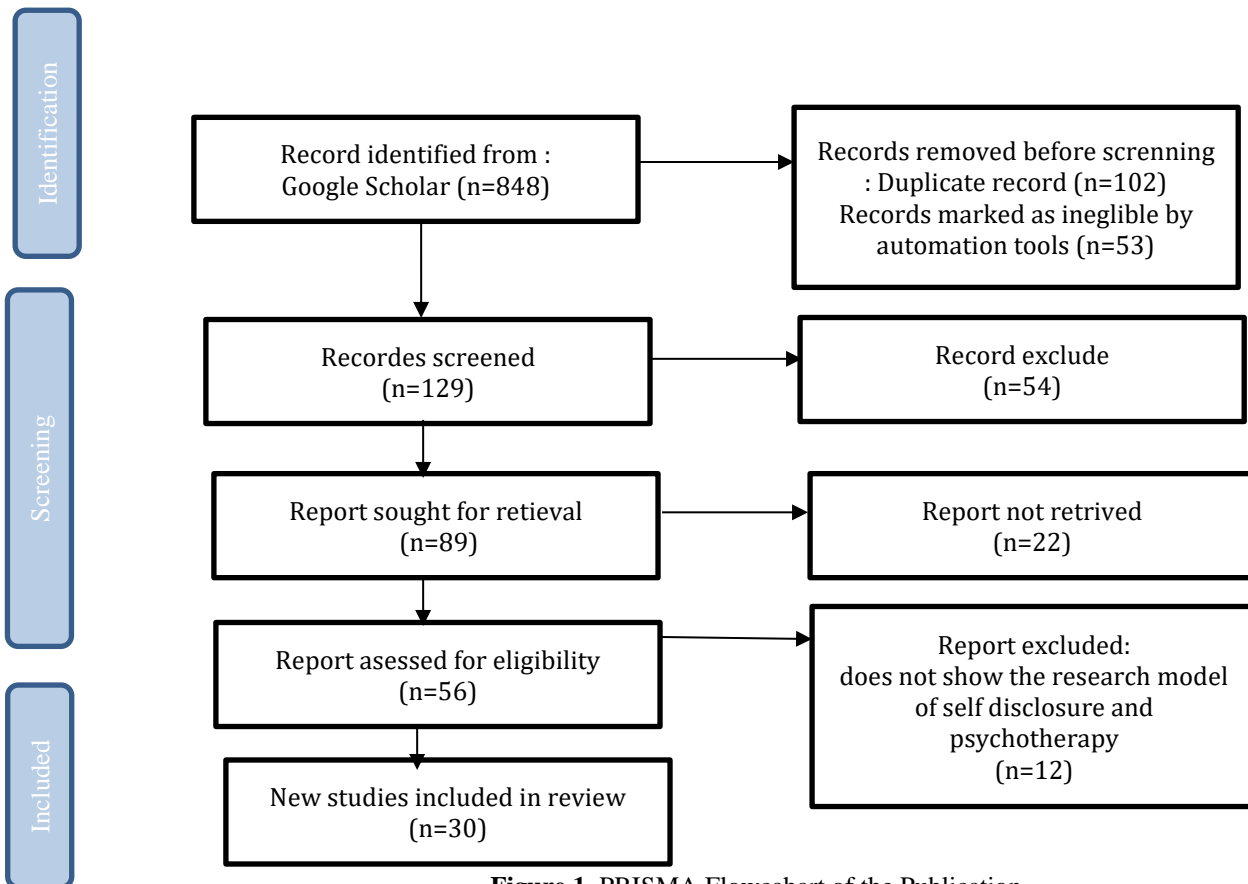 Identification
Record identified from :
Google Scholar (n=848)
Records removed before screnning
: Duplicate record (n=102)
Records marked as ineglible by
automation tools (n=53)
Screening
Recordes screened
(n=129)
Record exclude
(n=54)
Report sought for retieval
(n=89)
Report not retrived
(n=22)
Report asessed for eligibility
(n=56)
Report excluded:
does not show the research model
of self disclosure and
psychotherapy
(n=12)
Included
New studies included in review
(n=30)
Figure 1. PRISMA Flowchart of the Publication